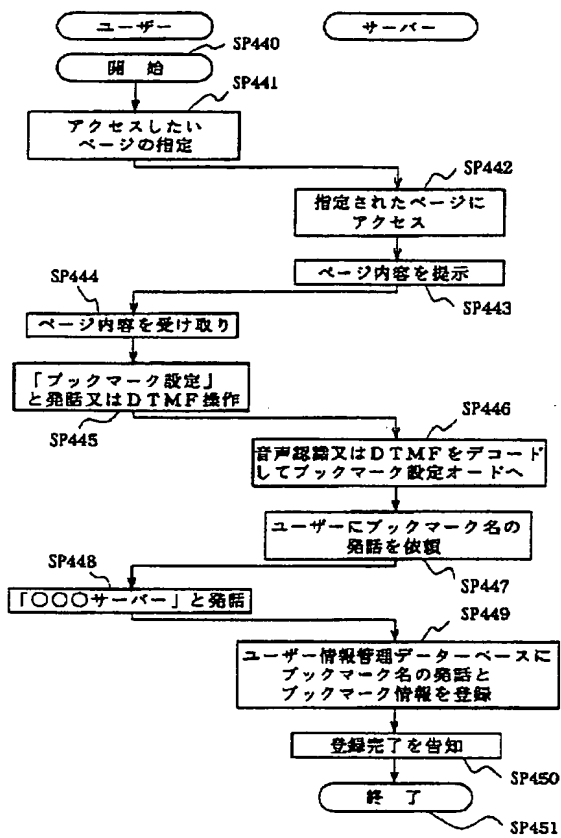 ユーザー
サーバー
SP440
開 始
SP441
アクセスしたい
ページの指定
SP442
指定されたページに
アクセス
ページ内容を提示
SP443
SP444
ページ内容を受け取り
「ブックマーク設定」
と発話又はDTMF操作
SP445
SP446
音声認識又はDTMFをデコード
してブックマーク設定オードへ
ユーザーにブックマーク名の
発話を依頼
SP447
SP448
「〇〇〇サーバー」と発話
SP449
ユーザー情報管理データーベースに
ブックマーク名の発話と
ブックマーク情報を登録
登録完了を告知
SP450
終 了
SP451